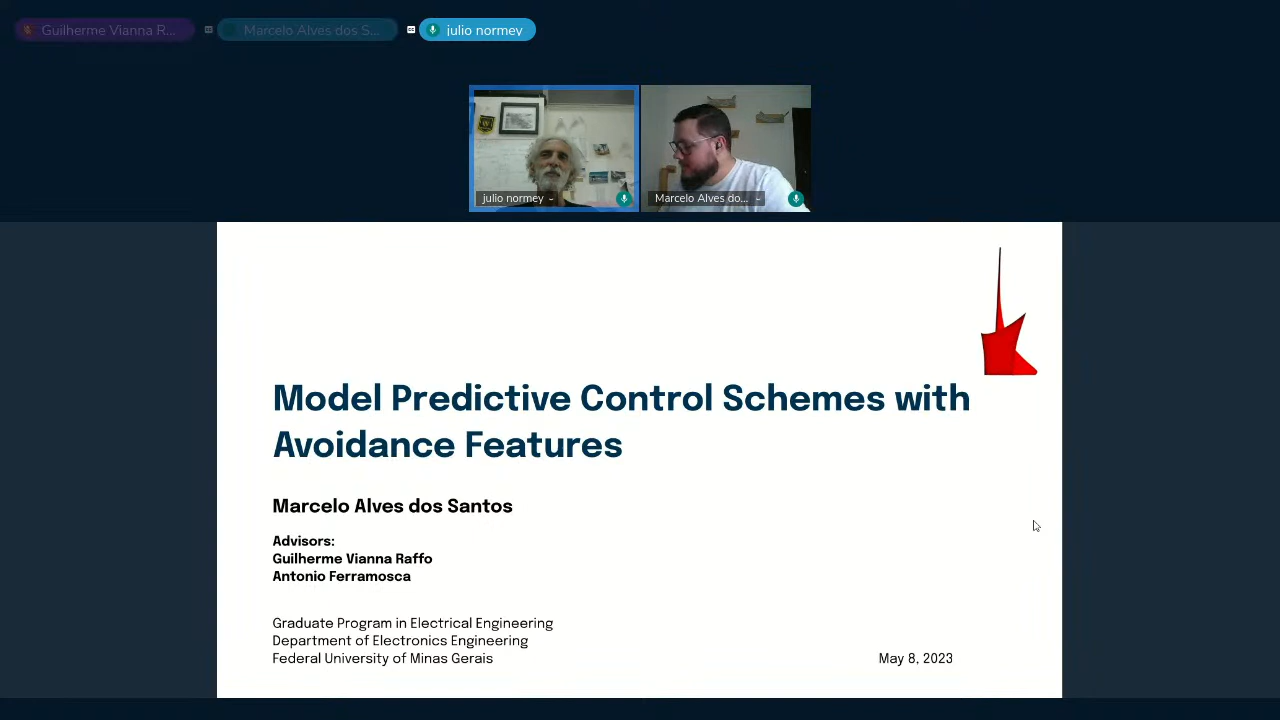 Guilherme Vianna R...
Marcelo Alves dos S...
julio normey
julio normey
Marcelo Alves do...
Model Predictive Control Schemes with
Avoidance Features
Marcelo Alves dos Santos
Advisors:
Guilherme Vianna Raffo
Antonio Ferramosca
Graduate Program in Electrical Engineering
Department of Electronics Engineering
Federal University of Minas Gerais
May 8, 2023